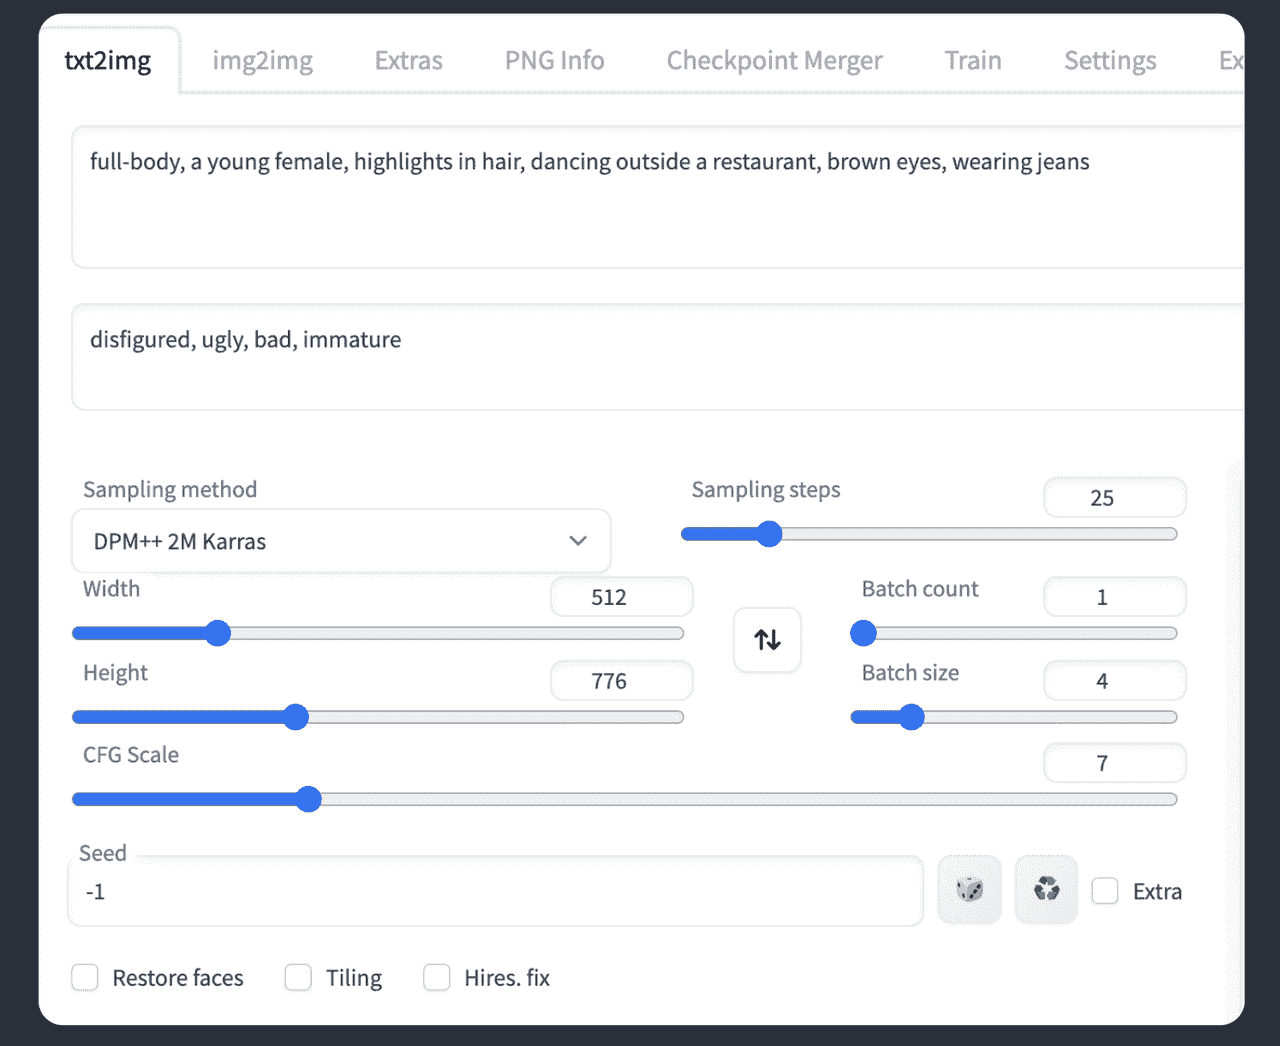 txt2img img2img Extras PNG Info Checkpoint Merger Train Settings Ex
full-body, a young female, highlights in hair, dancing outside a restaurant, brown eyes, wearing jeans
disfigured, ugly, bad, immature
Sampling method
DPM++ 2M Karras
Sampling steps 25
Width 512
Batch count 1
Height 776
Batch size 4
CFG Scale 7
Seed
-1
Extra
Restore faces Tiling Hires. fix